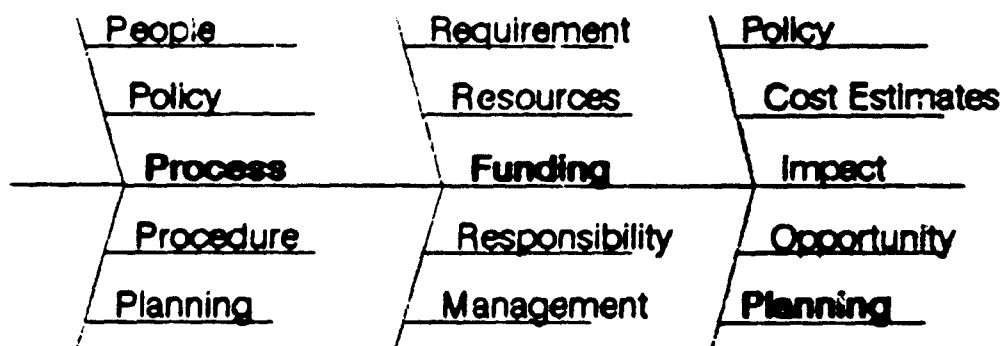 People Requirement Policy
Policy Resources Cost Estimates
Process Funding Impact
Procedure Responsibility Opportunity
Planning Management Planning